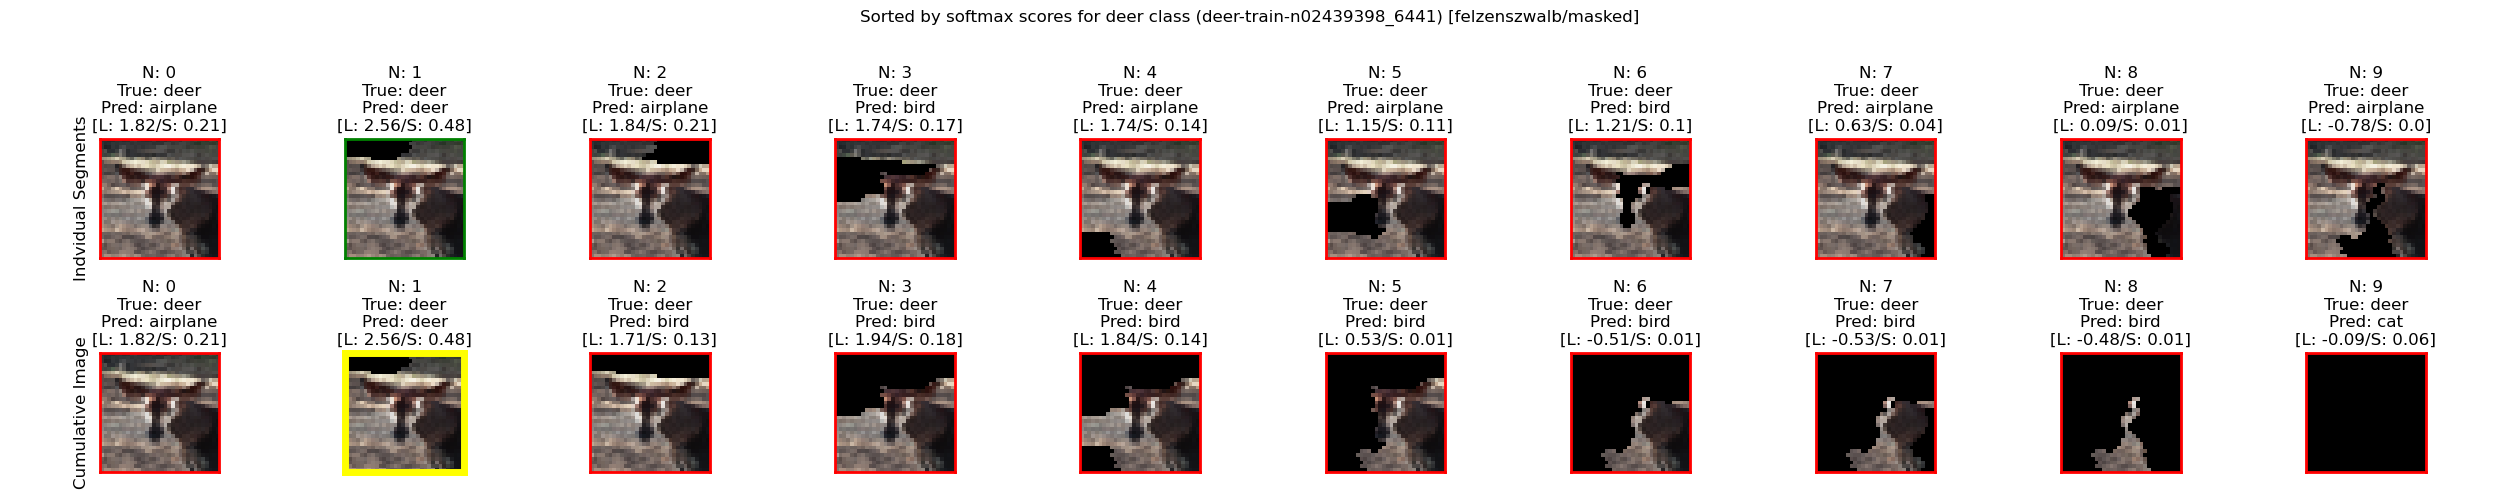 Sorted by softmax scores for deer class (deer-train-n02439398_6441) [felzenszwalb/masked]
Indvidual Segments
N: 0
True: deer
Pred: airplane
[L: 1.82/S: 0.21]
N: 1
True: deer
Pred: deer
[L: 2.56/S: 0.48]
N: 2
True: deer
Pred: airplane
[L: 1.84/S: 0.21]
N: 3
True: deer
Pred: bird
[L: 1.74/S: 0.17]
N: 4
True: deer
Pred: airplane
[L: 1.74/S: 0.14]
N: 5
True: deer
Pred: airplane
[L: 1.15/S: 0.11]
N: 6
True: deer
Pred: bird
[L: 1.21/S: 0.1]
N: 7
True: deer
Pred: airplane
[L: 0.63/S: 0.04]
N: 8
True: deer
Pred: airplane
[L: 0.09/S: 0.01]
N: 9
True: deer
Pred: airplane
[L: -0.78/S: 0.0]
Cumulative Image
N: 0
True: deer
Pred: airplane
[L: 1.82/S: 0.21]
N: 1
True: deer
Pred: deer
[L: 2.56/S: 0.48]
N: 2
True: deer
Pred: bird
[L: 1.71/S: 0.13]
N: 3
True: deer
Pred: bird
[L: 1.94/S: 0.18]
N: 4
True: deer
Pred: bird
[L: 1.84/S: 0.14]
N: 5
True: deer
Pred: bird
[L: 0.53/S: 0.01]
N: 6
True: deer
Pred: bird
[L: -0.51/S: 0.01]
N: 7
True: deer
Pred: bird
[L: -0.53/S: 0.01]
N: 8
True: deer
Pred: bird
[L: -0.48/S: 0.01]
N: 9
True: deer
Pred: cat
[L: -0.09/S: 0.06]